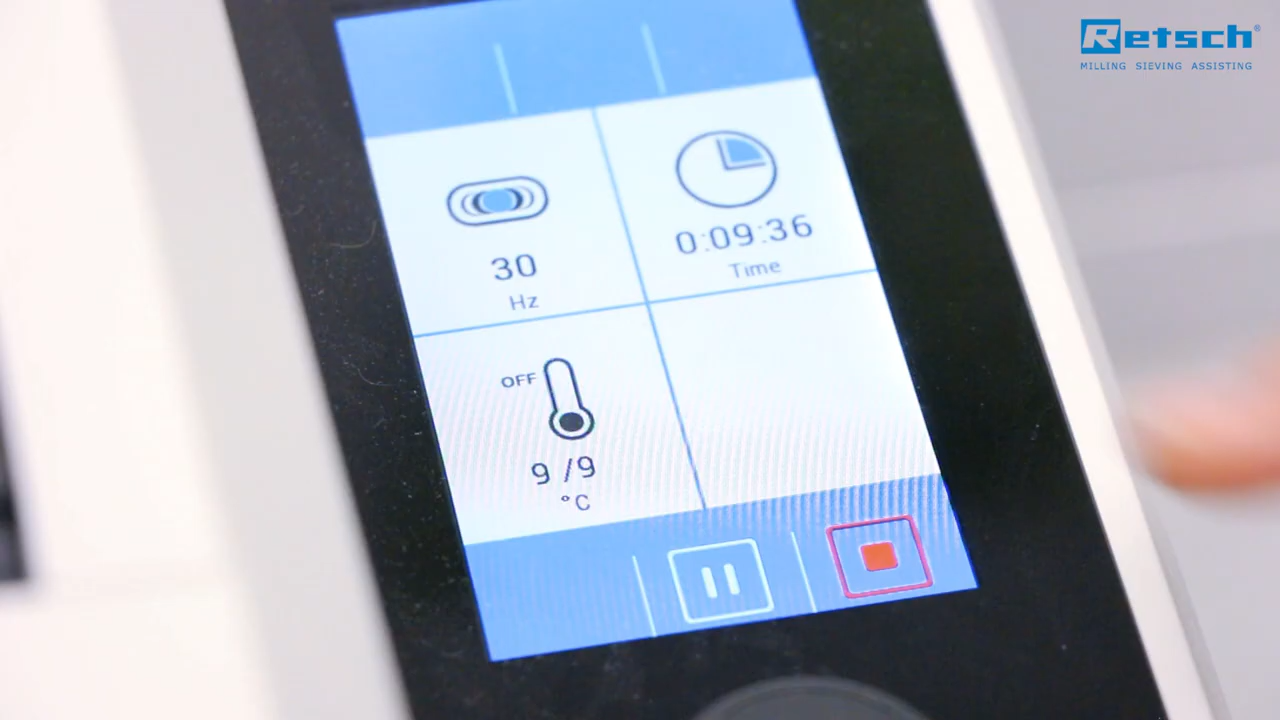 Retsch®
MILLING SIEVING ASSISTING
30
Hz
0:09:36
Time
OFF
9 /9
°C